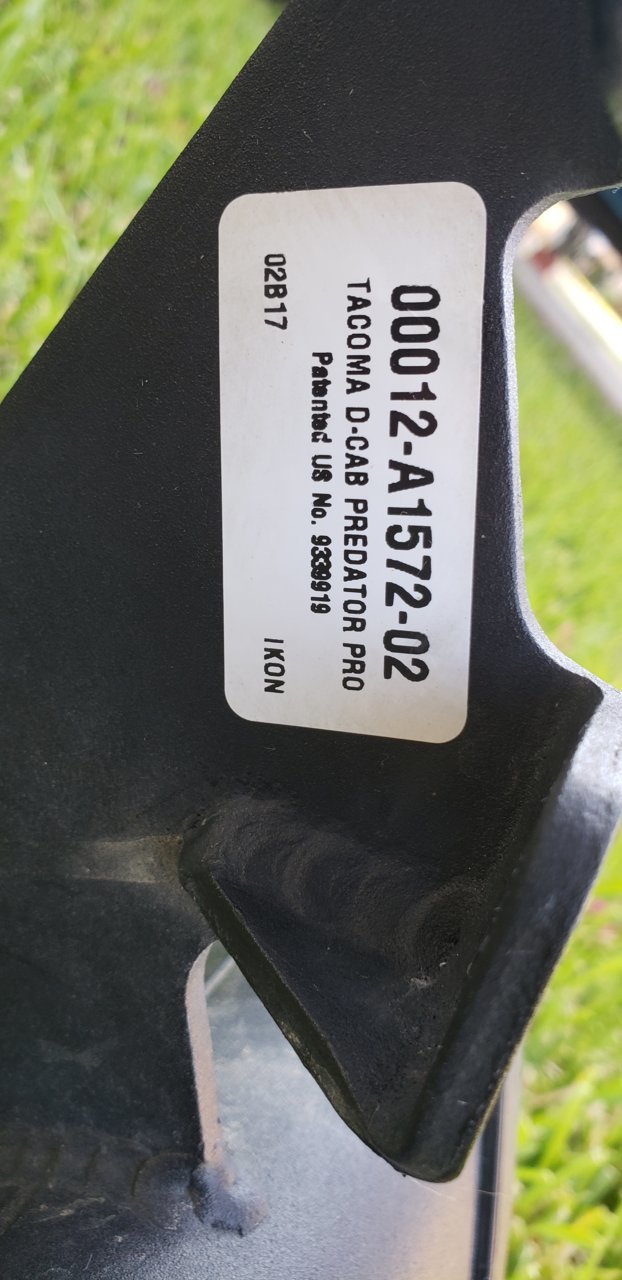 00012-A1572-02
TACOMA D-CAB PREDATOR PRO
Patented US No. 9339919
02B17 IKON